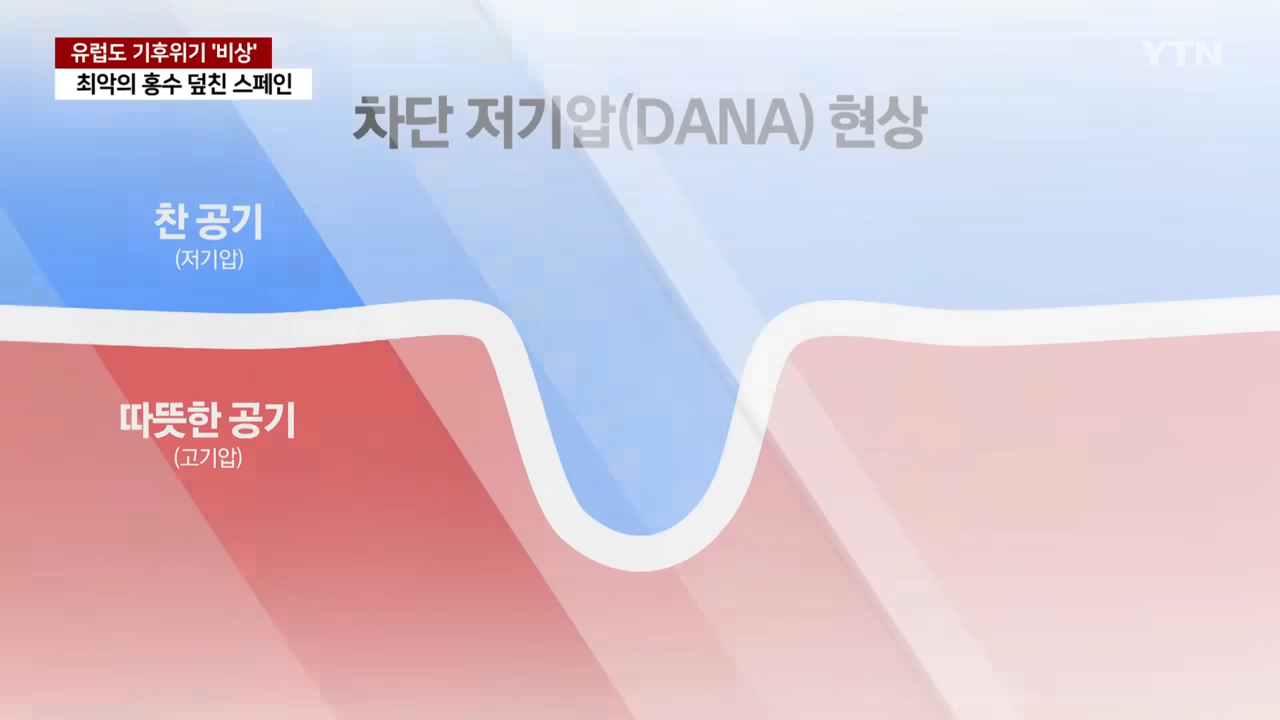 유럽도 기후위기 '비상'
최악의 홍수 덮친 스페인
YTN
차단 저기압(DANA) 현상
찬 공기
(저기압)
따뜻한 공기
(고기압)